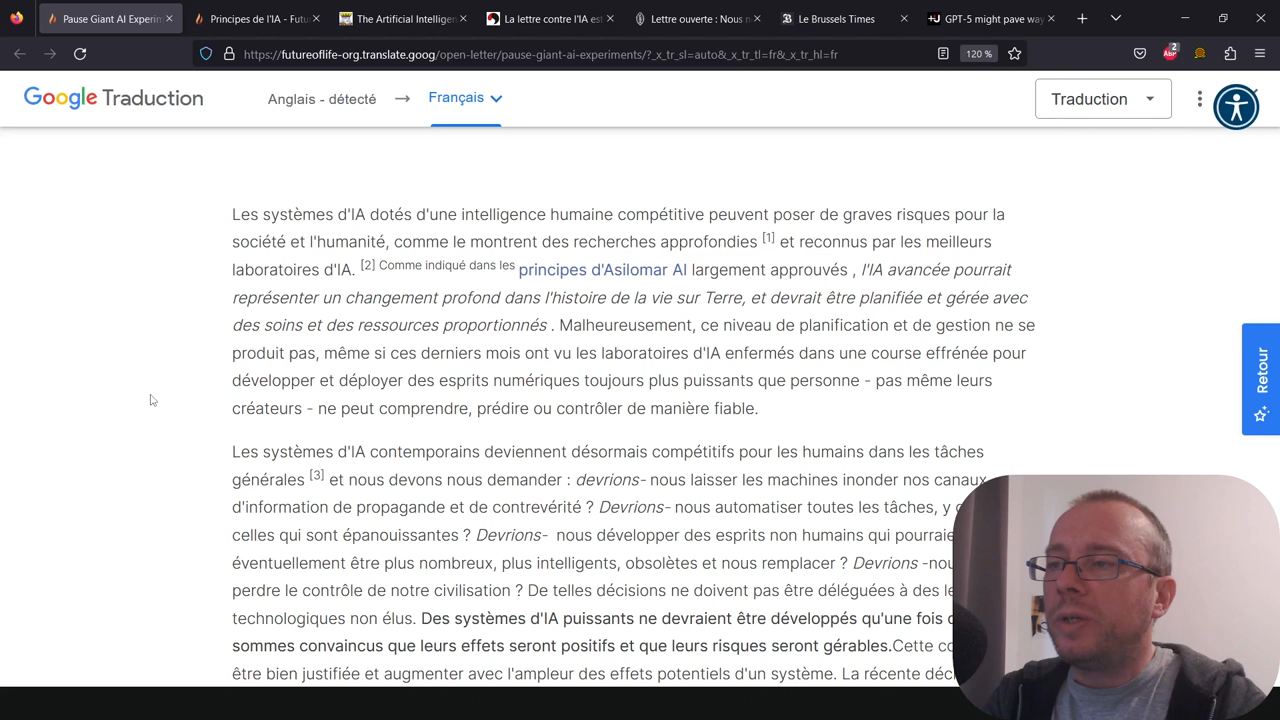 Pause Giant AI Experim
Principes de l'IA - Futu
The Artificial Intelligen
La lettre contre l'IA est
Lettre ouverte : Nous n
Le Brussels Times
GPT-5 might pave way
https://futureoflife-org.translate.goog/open-letter/pause-giant-ai-experiments/?_x_tr_sl=auto&_x_tr_tl=fr&_x_tr_hl=fr
120 %
2
Google Traduction
Anglais - détecté
Français
Traduction
Les systèmes d'IA dotés d'une intelligence humaine compétitive peuvent poser de graves risques pour la
société et l'humanité, comme le montrent des recherches approfondies [1] et reconnus par les meilleurs
laboratoires d'IA. [2] Comme indiqué dans les principes d'Asilomar AI largement approuvés , l'IA avancée pourrait
représenter un changement profond dans l'histoire de la vie sur Terre, et devrait être planifiée et gérée avec
des soins et des ressources proportionnés . Malheureusement, ce niveau de planification et de gestion ne se
produit pas, même si ces derniers mois ont vu les laboratoires d'IA enfermés dans une course effrénée pour
développer et déployer des esprits numériques toujours plus puissants que personne - pas même leurs
créateurs - ne peut comprendre, prédire ou contrôler de manière fiable.
Les systèmes d'IA contemporains deviennent désormais compétitifs pour les humains dans les tâches
générales [3] et nous devons nous demander : devrions- nous laisser les machines inonder nos canaux
d'information de propagande et de contrevérité ? Devrions- nous automatiser toutes les tâches, y c
celles qui sont épanouissantes ? Devrions- nous développer des esprits non humains qui pourraie
éventuellement être plus nombreux, plus intelligents, obsolètes et nous remplacer ? Devrions -nou
perdre le contrôle de notre civilisation ? De telles décisions ne doivent pas être déléguées à des le
technologiques non élus. Des systèmes d'IA puissants ne devraient être développés qu'une fois q
sommes convaincus que leurs effets seront positifs et que leurs risques seront gérables.Cette co
être bien justifiée et augmenter avec l'ampleur des effets potentiels d'un système. La récente décl
Retour